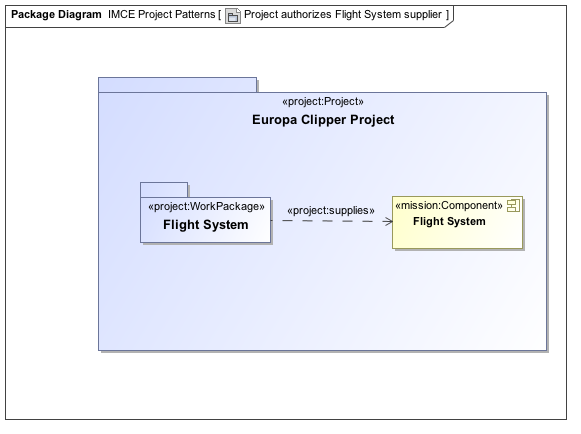 Package Diagram IMCE Project Patterns [ Project authorizes Flight System supplier ]
«project:Project»
Europa Clipper Project
«project:WorkPackage»
Flight System
«project:supplies»
«mission:Component»
Flight System